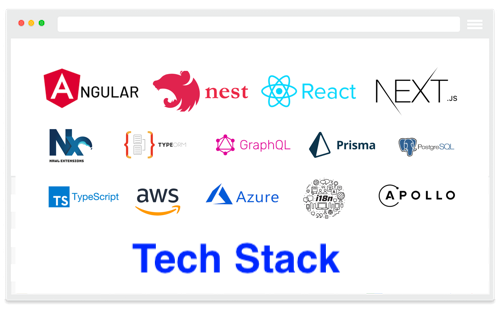 ANGULAR nest React NEXT.JS
Nx NRWL EXTENSIONS TYPEORM GraphQL Prisma PostgreSQL
TS TypeScript aws Azure i18n APOLLO
Tech Stack